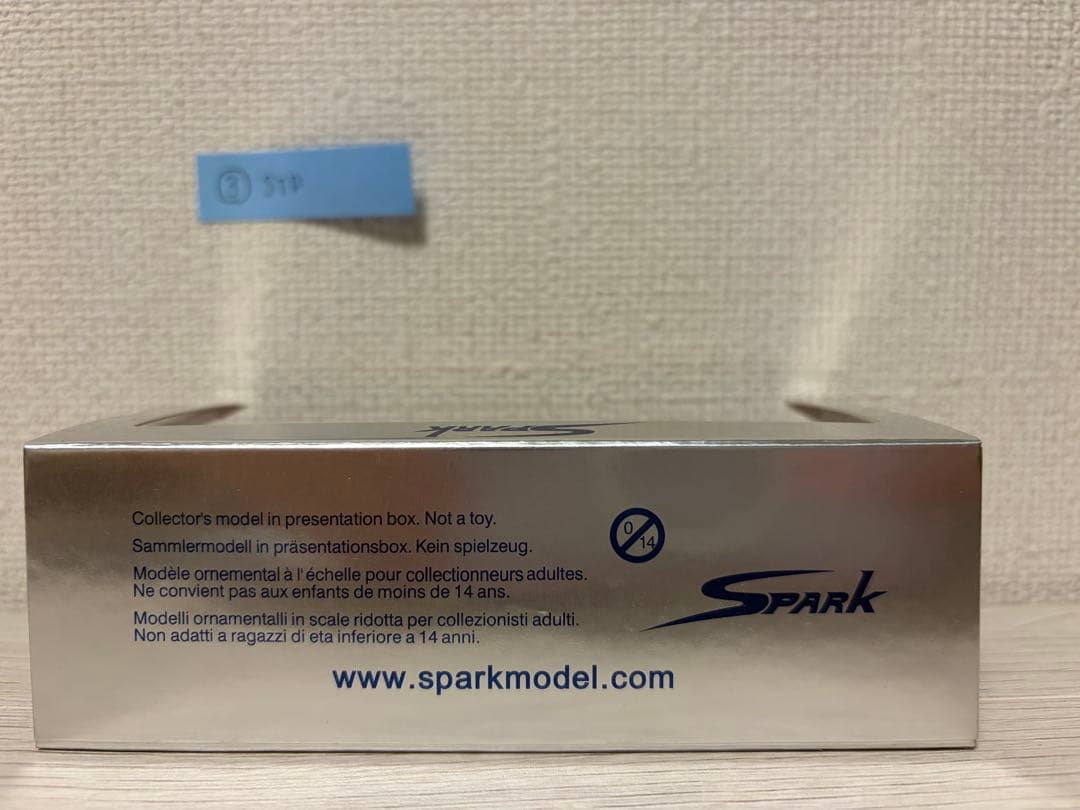 ③ STP
SPARK
Collector's model in presentation box. Not a toy.
Sammlermodell in präsentationsbox. Kein spielzeug.
Modèle ornemental à l'échelle pour collectionneurs adultes.
Ne convient pas aux enfants de moins de 14 ans.
Modelli ornamentalli in scale ridotta per collezionisti adulti.
Non adatti a ragazzi di eta inferiore a 14 anni.
0
14
SPARK
www.sparkmodel.com